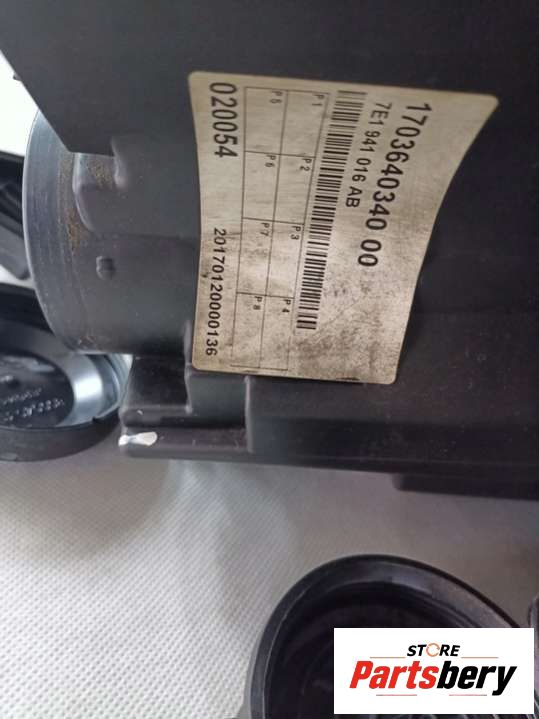 1703640340 00
7E1 941 016 AB
P1 P2 P3 P4
P5 P6 P7 P8
020054 20170120000136
STORE
Partsbery